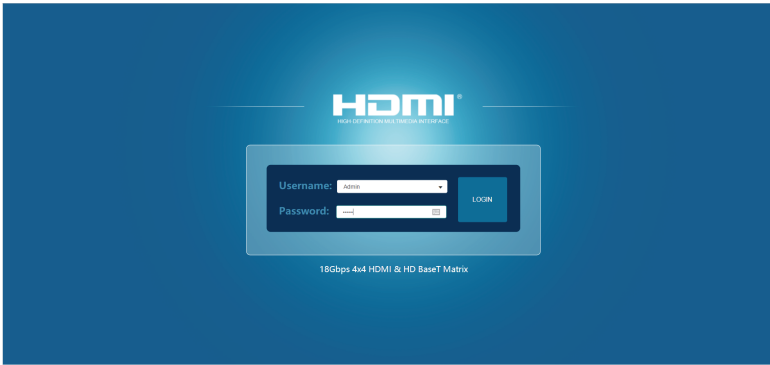 HDMI®
HIGH-DEFINITION MULTIMEDIA INTERFACE
Username: Admin
Password: ••••••
LOGIN
18Gbps 4x4 HDMI & HD BaseT Matrix